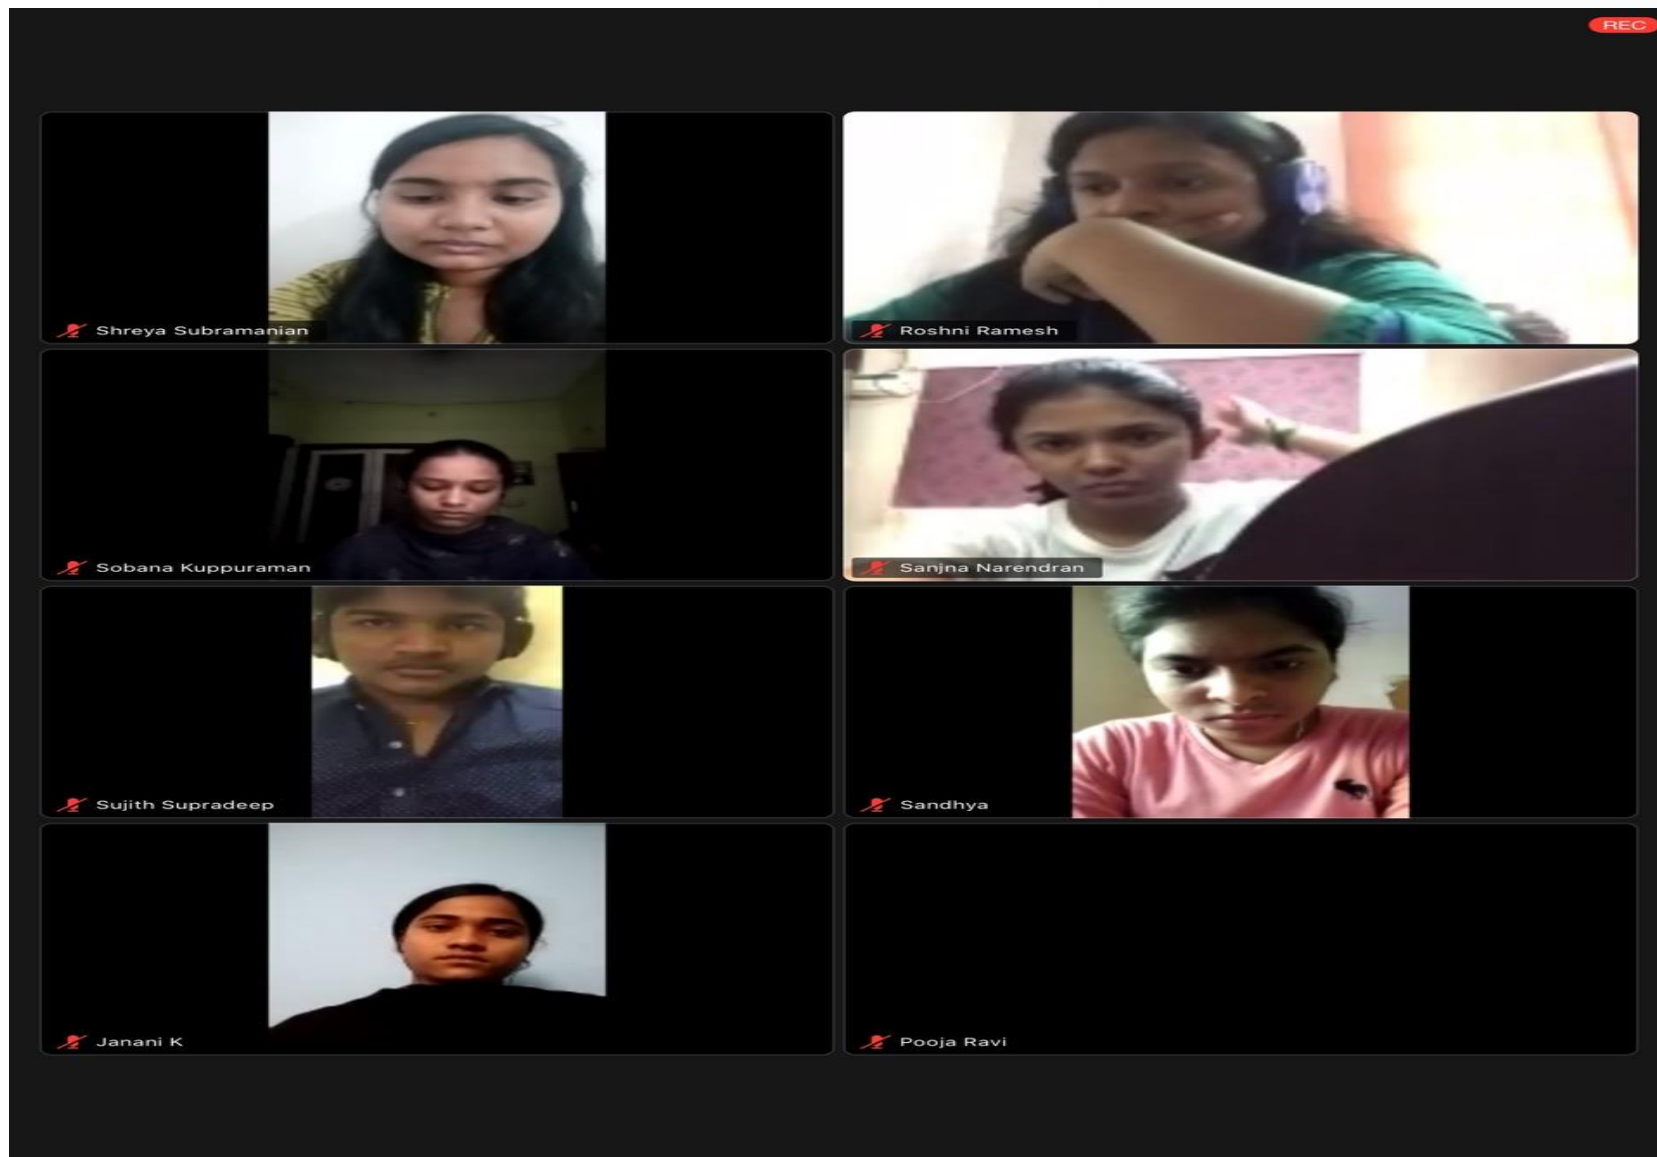 REC
Shreya Subramanian
Roshni Ramesh
Sobana Kuppuraman
Sanjna Narendran
Sujith Supradeep
Sandhya
Janani K
Pooja Ravi